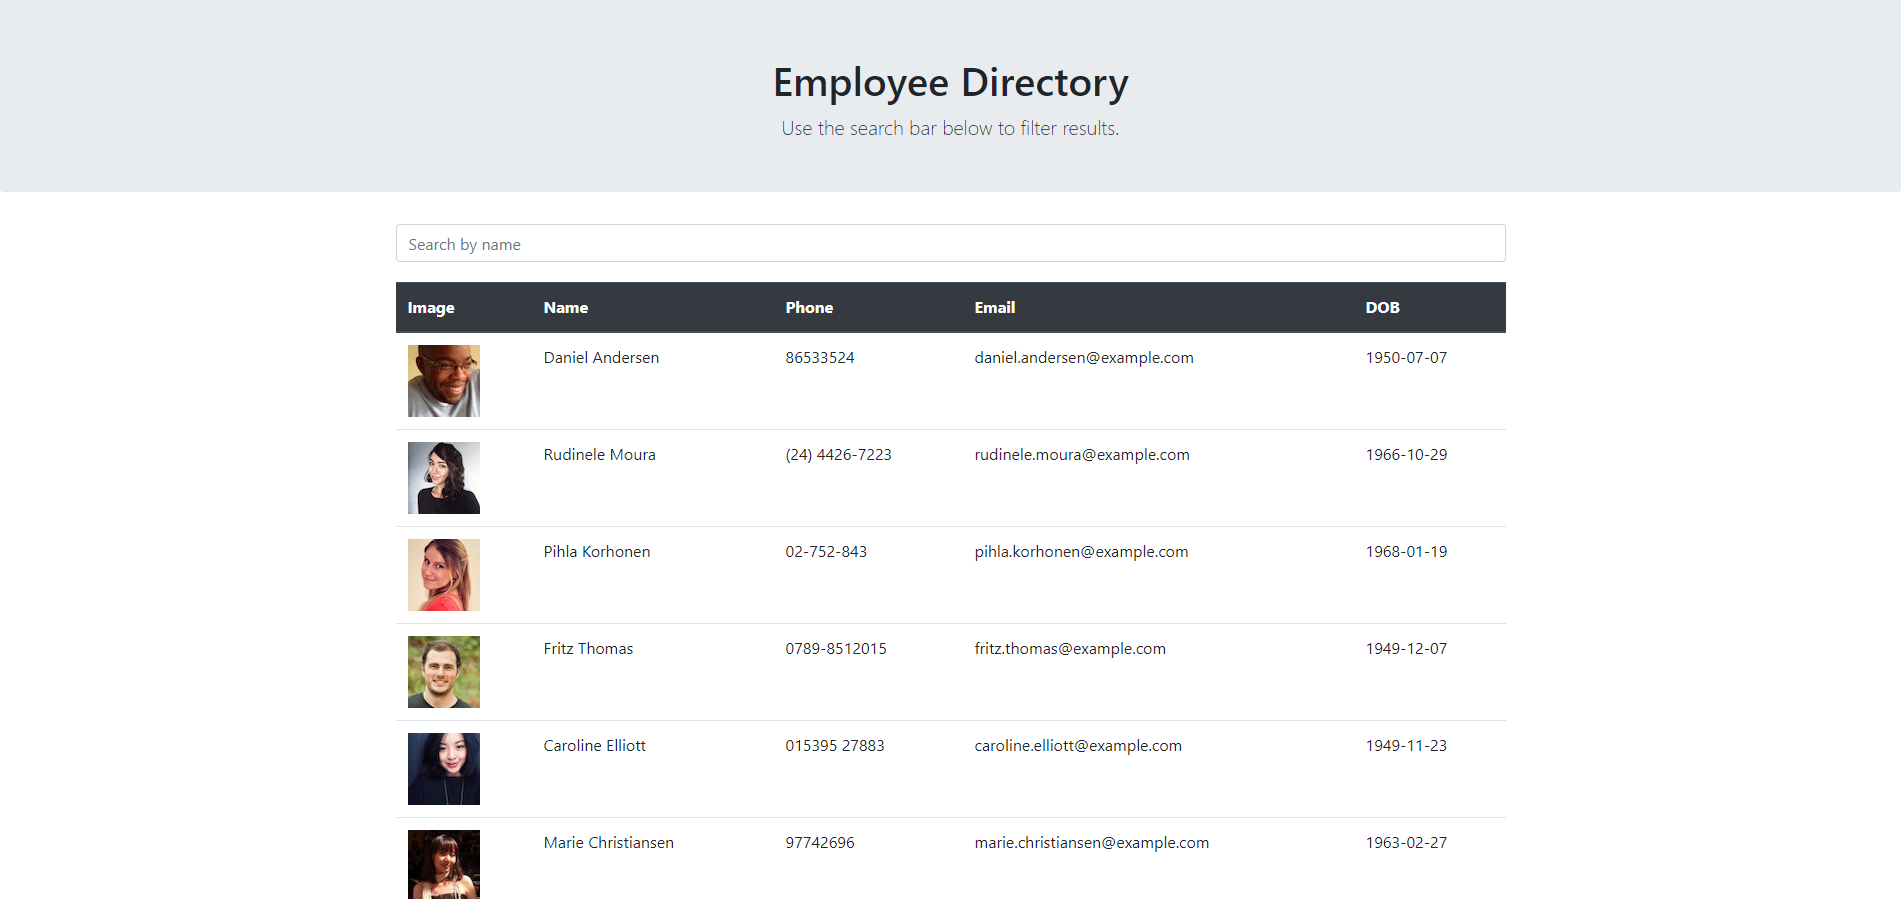 Employee Directory
Use the search bar below to filter results.
Search by name
Image Name Phone Email DOB
Daniel Andersen 86533524 daniel.andersen@example.com 1950-07-07
Rudinele Moura (24) 4426-7223 rudinele.moura@example.com 1966-10-29
Pihla Korhonen 02-752-843 pihla.korhonen@example.com 1968-01-19
Fritz Thomas 0789-8512015 fritz.thomas@example.com 1949-12-07
Caroline Elliott 015395 27883 caroline.elliott@example.com 1949-11-23
Marie Christiansen 97742696 marie.christiansen@example.com 1963-02-27